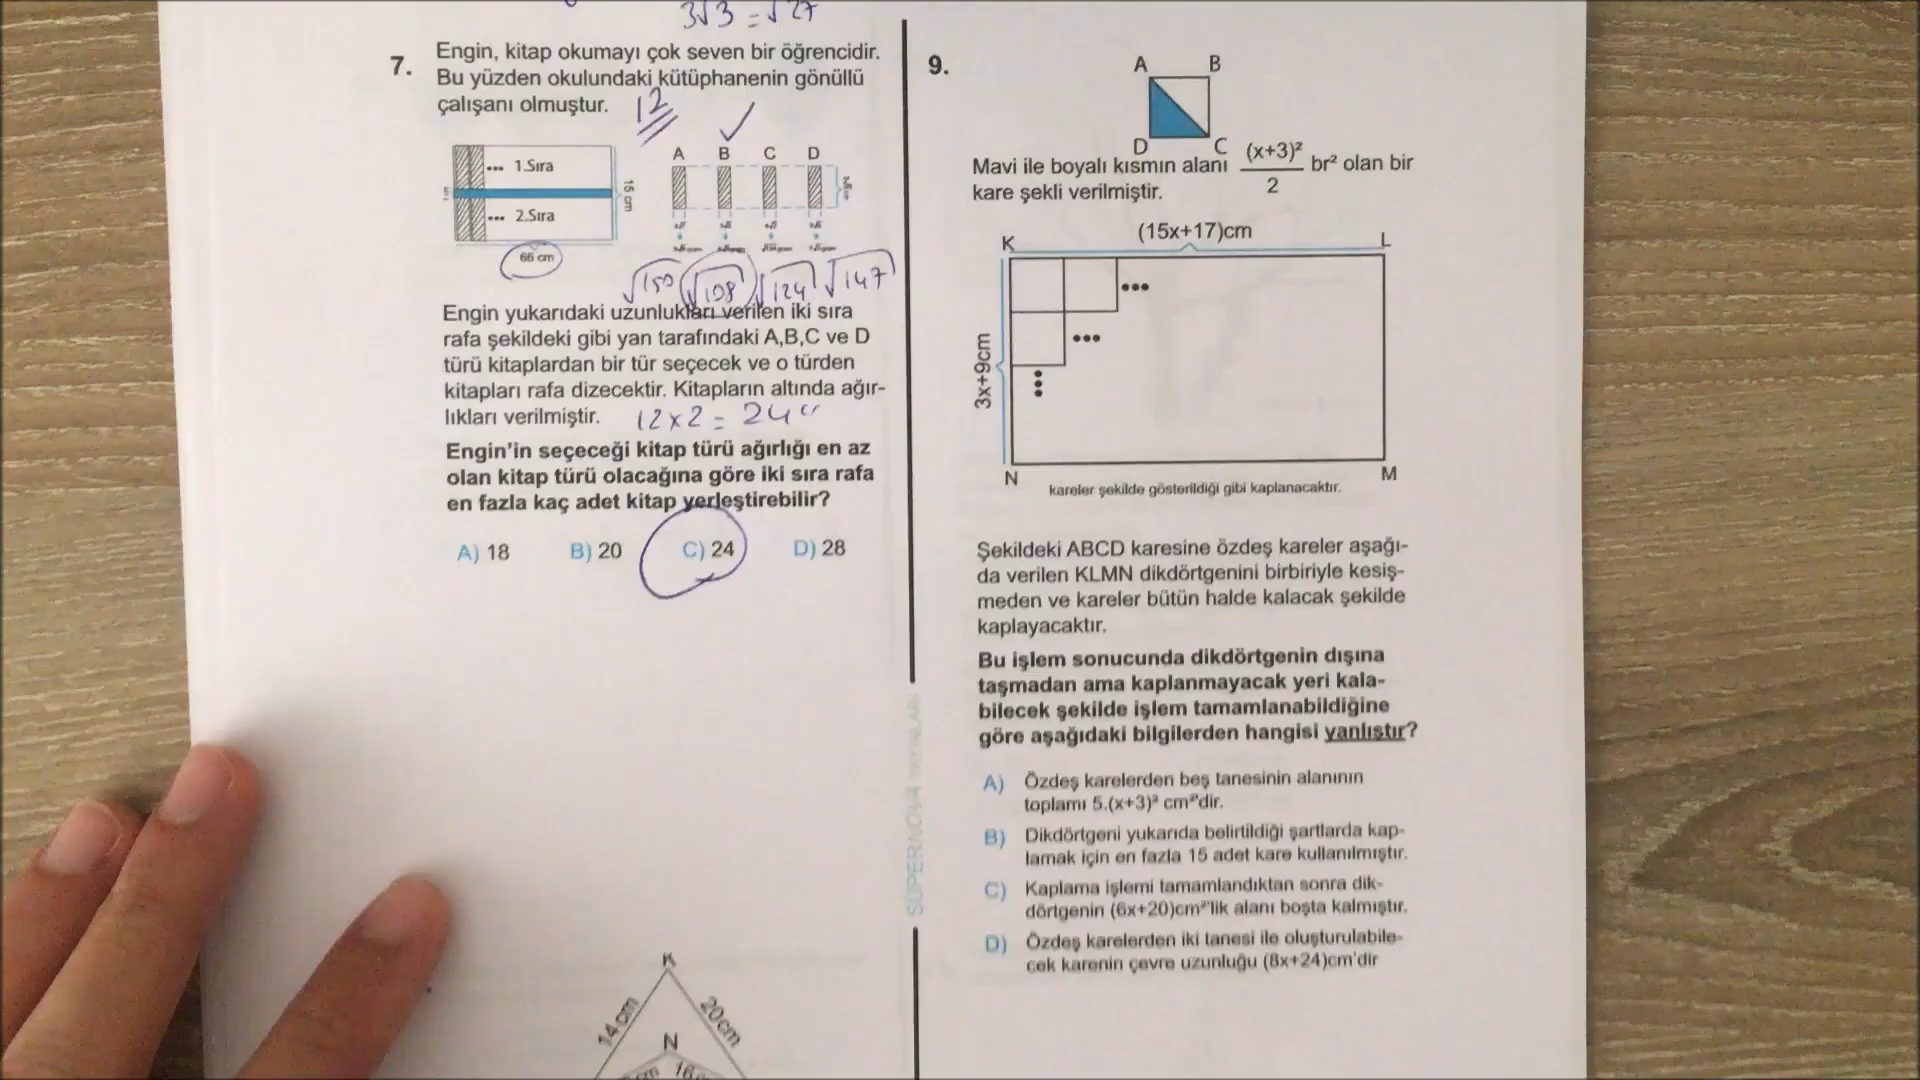 3√3 = √27
7.
Engin, kitap okumayı çok seven bir öğrencidir.
Bu yüzden okulundaki kütüphanenin gönüllü
çalışanı olmuştur.
12
1.Sıra
2.Sıra
15 cm
66 cm
A B C D
√150 √108 √124 √147
Engin yukarıdaki uzunlukları verilen iki sıra
rafa şekildeki gibi yan tarafındaki A,B,C ve D
türü kitaplardan bir tür seçecek ve o türden
kitapları rafa dizecektir. Kitapların altında ağır-
lıkları verilmiştir.
12x2 = 24
Engin'in seçeceği kitap türü ağırlığı en az
olan kitap türü olacağına göre iki sıra rafa
en fazla kaç adet kitap yerleştirebilir?
A) 18 B) 20 C) 24 D) 28
K
14 cm
20cm
N
SÜPERNOVA YAYINLARI
9.
A B
D C
Mavi ile boyalı kısmın alanı (x+3)²/2 br² olan bir
kare şekli verilmiştir.
(15x+17)cm
K L
3x+9cm
N M
kareler şekilde gösterildiği gibi kaplanacaktır.
Şekildeki ABCD karesine özdeş kareler aşağı-
da verilen KLMN dikdörtgenini birbiriyle kesiş-
meden ve kareler bütün halde kalacak şekilde
kaplayacaktır.
Bu işlem sonucunda dikdörtgenin dışına
taşmadan ama kaplanmayacak yeri kala-
bilecek şekilde işlem tamamlanabildiğine
göre aşağıdaki bilgilerden hangisi yanlıştır?
A) Özdeş karelerden beş tanesinin alanının
toplamı 5.(x+3)² cm²'dir.
B) Dikdörtgeni yukarıda belirtildiği şartlarda kap-
lamak için en fazla 15 adet kare kullanılmıştır.
C) Kaplama işlemi tamamlandıktan sonra dik-
dörtgenin (6x+20)cm²'lik alanı boşta kalmıştır.
D) Özdeş karelerden iki tanesi ile oluşturulabile-
cek karenin çevre uzunluğu (8x+24)cm'dir